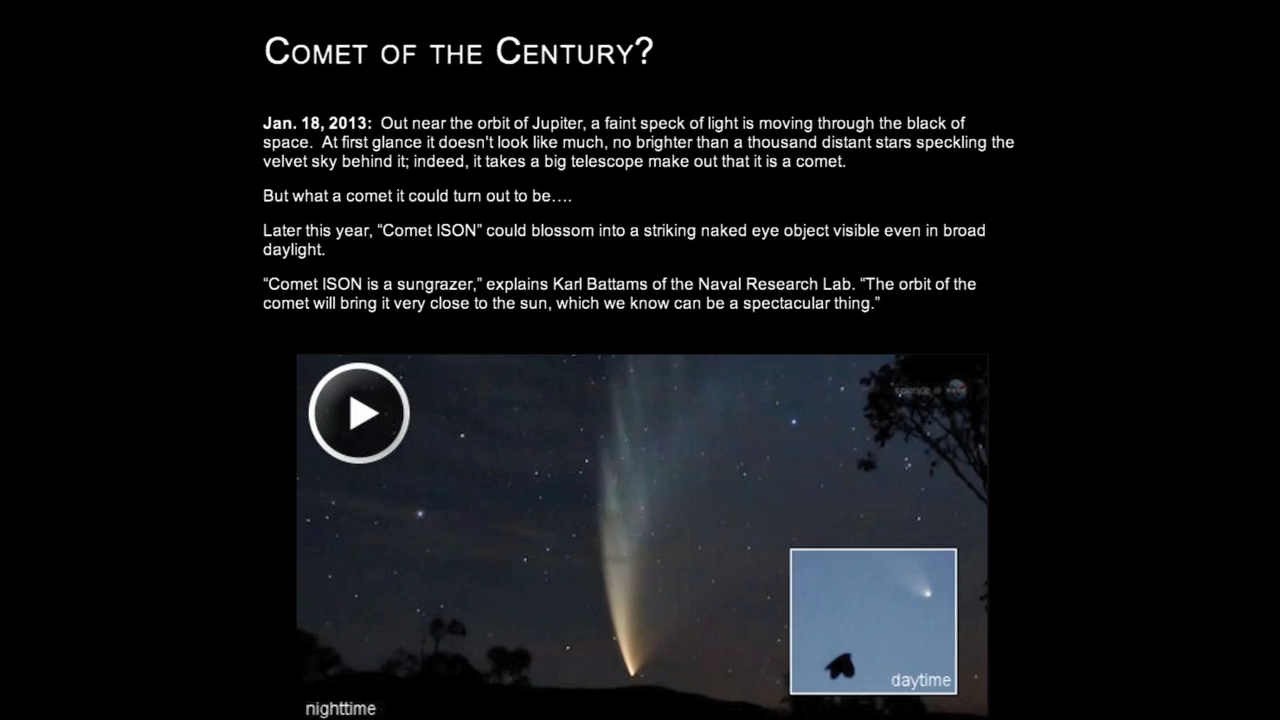 Comet of the Century?
Jan. 18, 2013: Out near the orbit of Jupiter, a faint speck of light is moving through the black of
space. At first glance it doesn't look like much, no brighter than a thousand distant stars speckling the
velvet sky behind it; indeed, it takes a big telescope make out that it is a comet.
But what a comet it could turn out to be….
Later this year, “Comet ISON” could blossom into a striking naked eye object visible even in broad
daylight.
“Comet ISON is a sungrazer,” explains Karl Battams of the Naval Research Lab. “The orbit of the
comet will bring it very close to the sun, which we know can be a spectacular thing.”
science @
daytime
nighttime